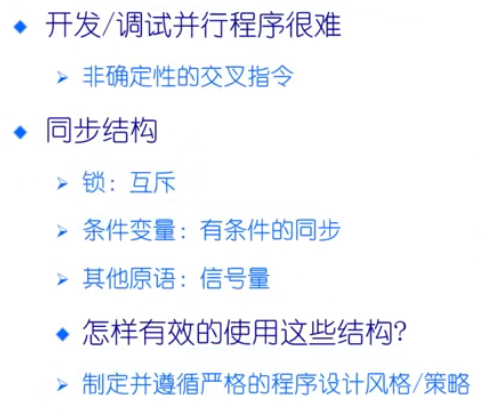 开发/调试并行程序很难
非确定性的交叉指令
同步结构
锁：互斥
条件变量：有条件的同步
其他原语：信号量
怎样有效的使用这些结构?
制定并遵循严格的程序设计风格/策略